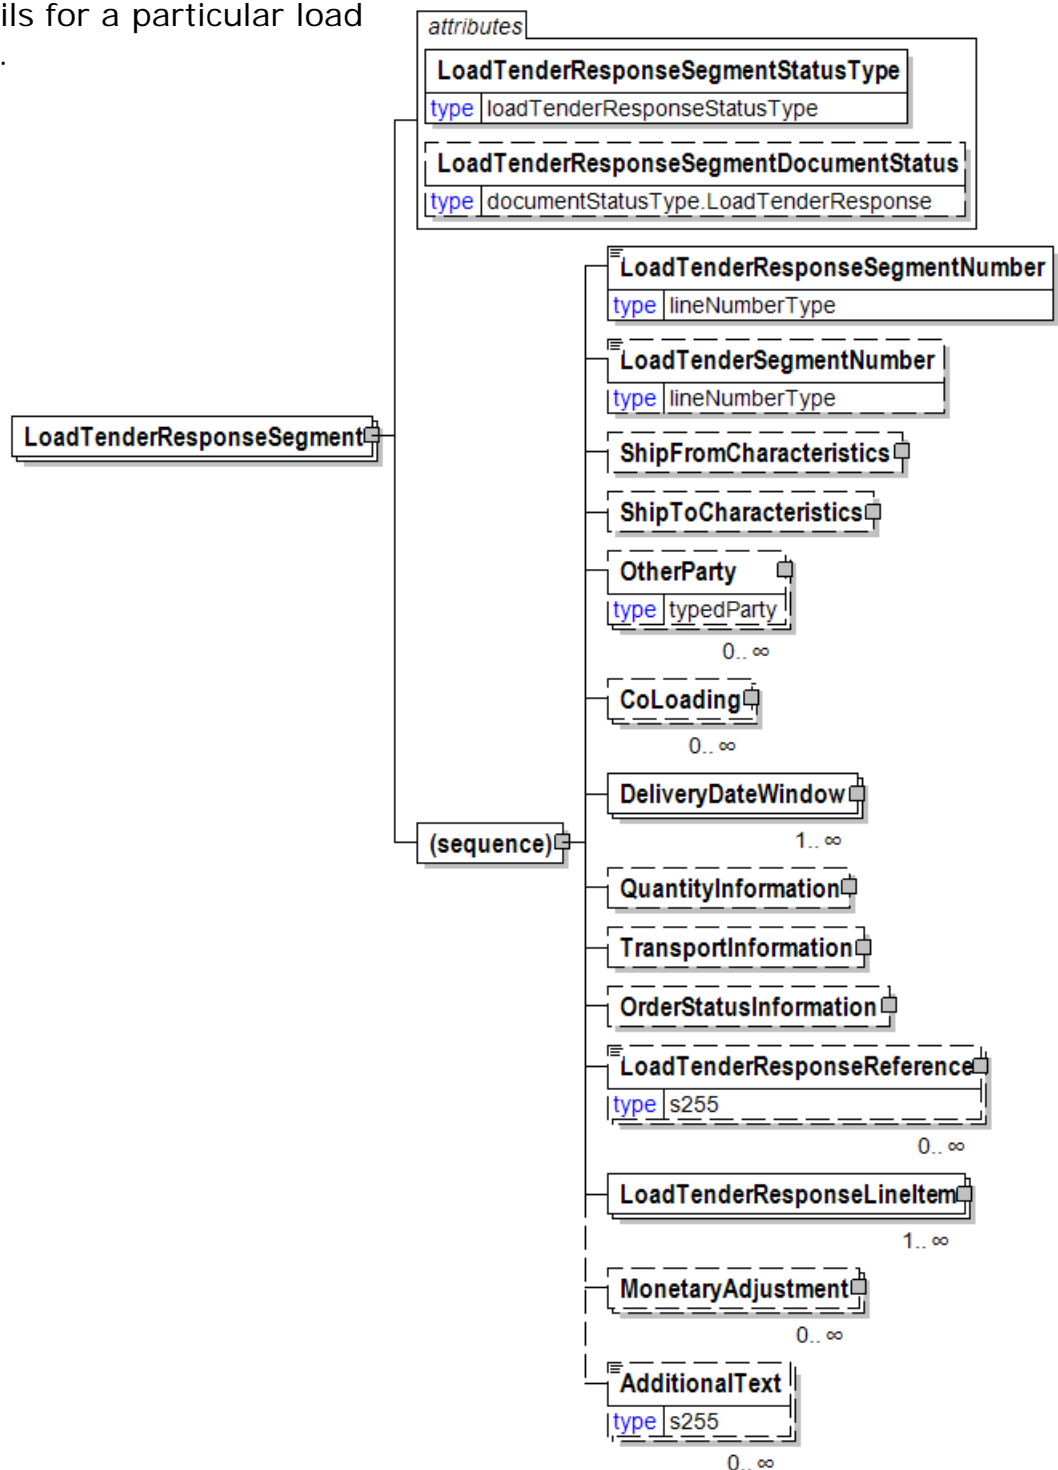 ils for a particular load
.
attributes
LoadTenderResponseSegmentStatusType
type loadTenderResponseStatusType
LoadTenderResponseSegmentDocumentStatus
type documentStatusType.LoadTenderResponse
LoadTenderResponseSegmentNumber
type lineNumberType
LoadTenderSegmentNumber
type lineNumberType
LoadTenderResponseSegment
ShipFromCharacteristics
ShipToCharacteristics
OtherParty
type typedParty
0.. ∞
CoLoading
0.. ∞
DeliveryDateWindow
1.. ∞
(sequence)
QuantityInformation
TransportInformation
OrderStatusInformation
LoadTenderResponseReference
type s255
0.. ∞
LoadTenderResponseLineItem
1.. ∞
MonetaryAdjustment
0.. ∞
AdditionalText
type s255
0.. ∞